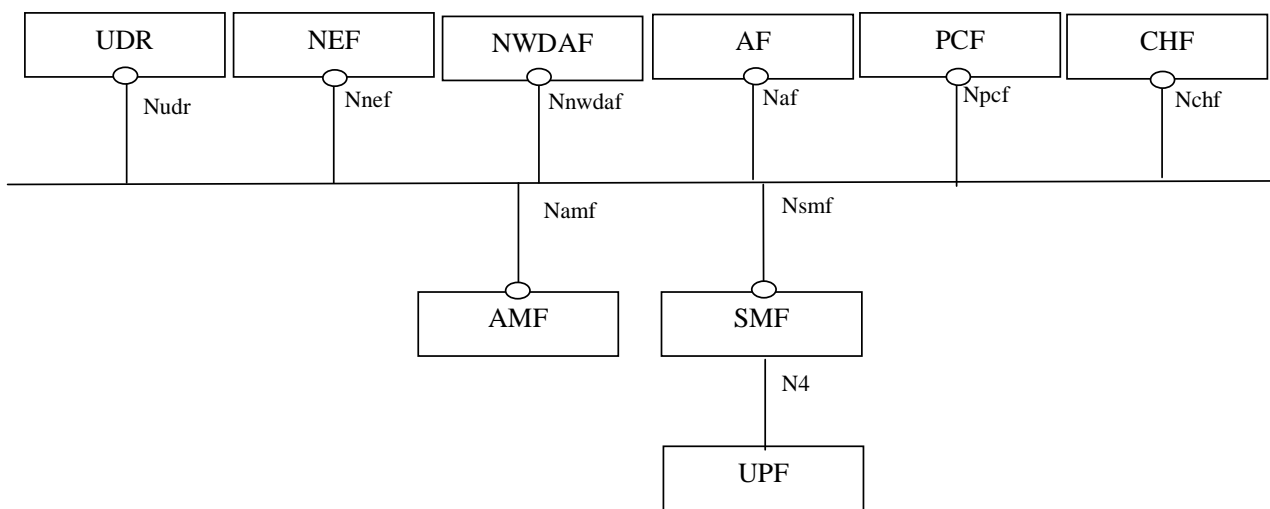 UDR NEF NWDAF AF PCF CHF
Nudr Nnef Nnwdaf Naf Npcf Nchf
Namf Nsmf
AMF SMF
N4
UPF